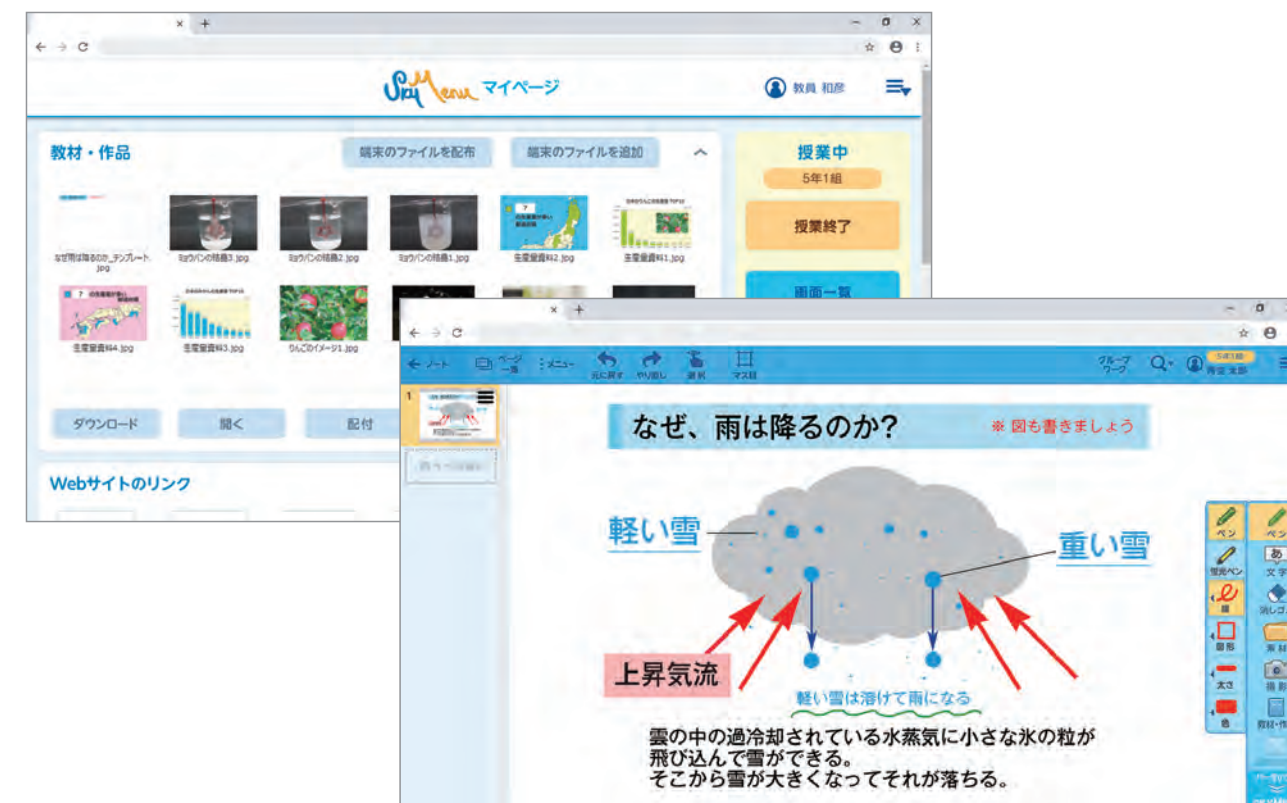 SkyMenu マイページ
教員 和彦
教材・作品
端末のファイルを配布
端末のファイルを追加
なぜ雨は降るのか_テンプレート.jpg
ミョウバンの結晶3.jpg
ミョウバンの結晶2.jpg
ミョウバンの結晶1.jpg
生産量資料2.jpg
生産量資料1.jpg
生産量資料4.jpg
生産量資料3.jpg
りんごのイメージ1.jpg
ダウンロード
開く
配付
Webサイトのリンク
授業中
5年1組
授業終了
画面一覧
ノート
ページ一覧
メニュー
元に戻す
やり直し
選択
マス目
グループワーク
5年1組
1
なぜ、雨は降るのか?
※ 図も書きましょう
軽い雪
重い雪
上昇気流
軽い雪は溶けて雨になる
雲の中の過冷却されている水蒸気に小さな氷の粒が
飛び込んで雪ができる。
そこから雪が大きくなってそれが落ちる。
ペン
蛍光ペン
線
図形
太さ
色
ペン
文字
消しゴ
素材
撮影
教材・作